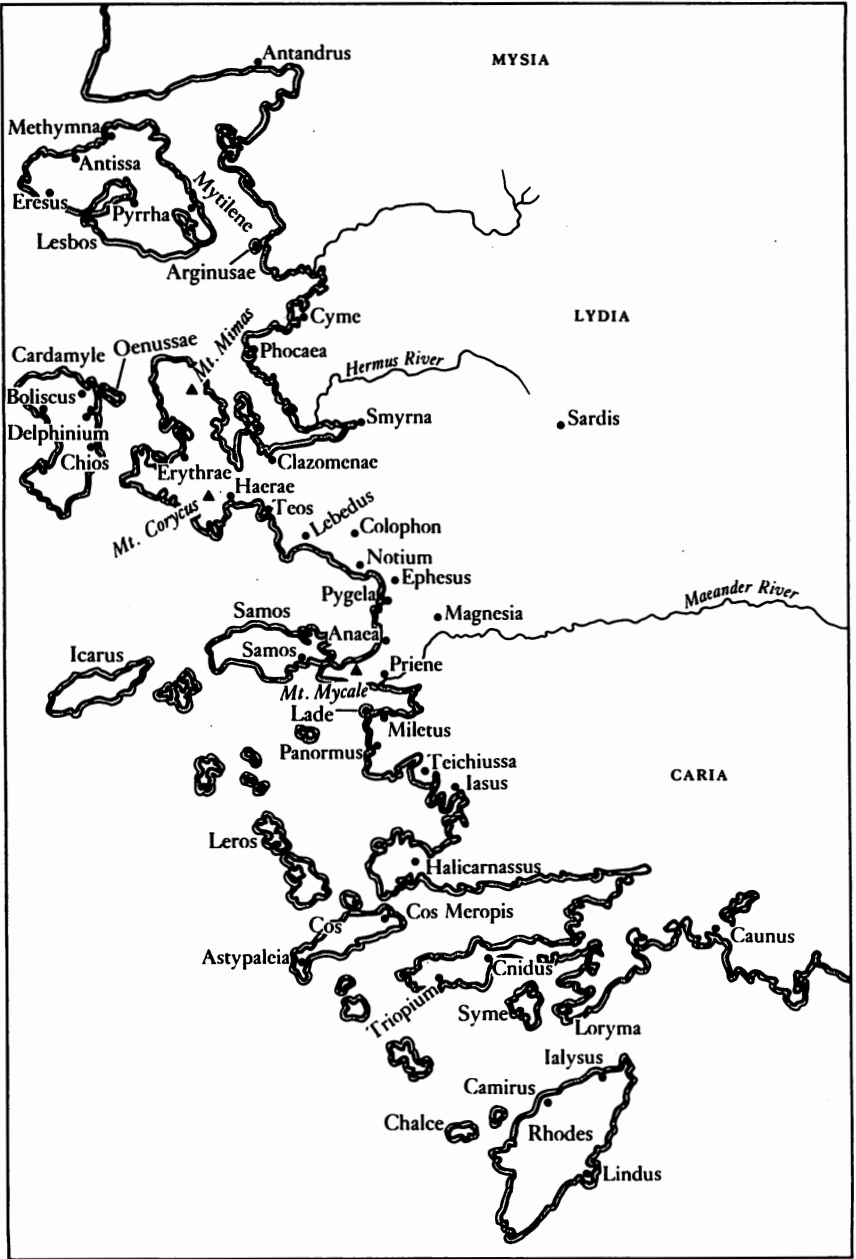 Antandrus
MYSIA
Methymna
Antissa
Eresus
Pyrrha
Mytilene
Lesbos
Arginusae
Cyme
LYDIA
Mt. Mimas
Oenussae
Cardamyle
Phocaea
Hermus River
Boliscus
Smyrna
Sardis
Delphinium
Chios
Erythrae
Clazomenae
Haerae
Mt. Corycus
Teos
Lebedus
Colophon
Notium
Ephesus
Pygela
Maeander River
Samos
Magnesia
Anaea
Samos
Icarus
Priene
Mt. Mycale
Lade
Miletus
Panormus
Teichiussa
Iasus
CARIA
Leros
Halicarnassus
Cos Meropis
Cos
Caunus
Astypaleia
Cnidus
Triopium
Syme
Loryma
Ialysus
Camirus
Chalce
Rhodes
Lindus